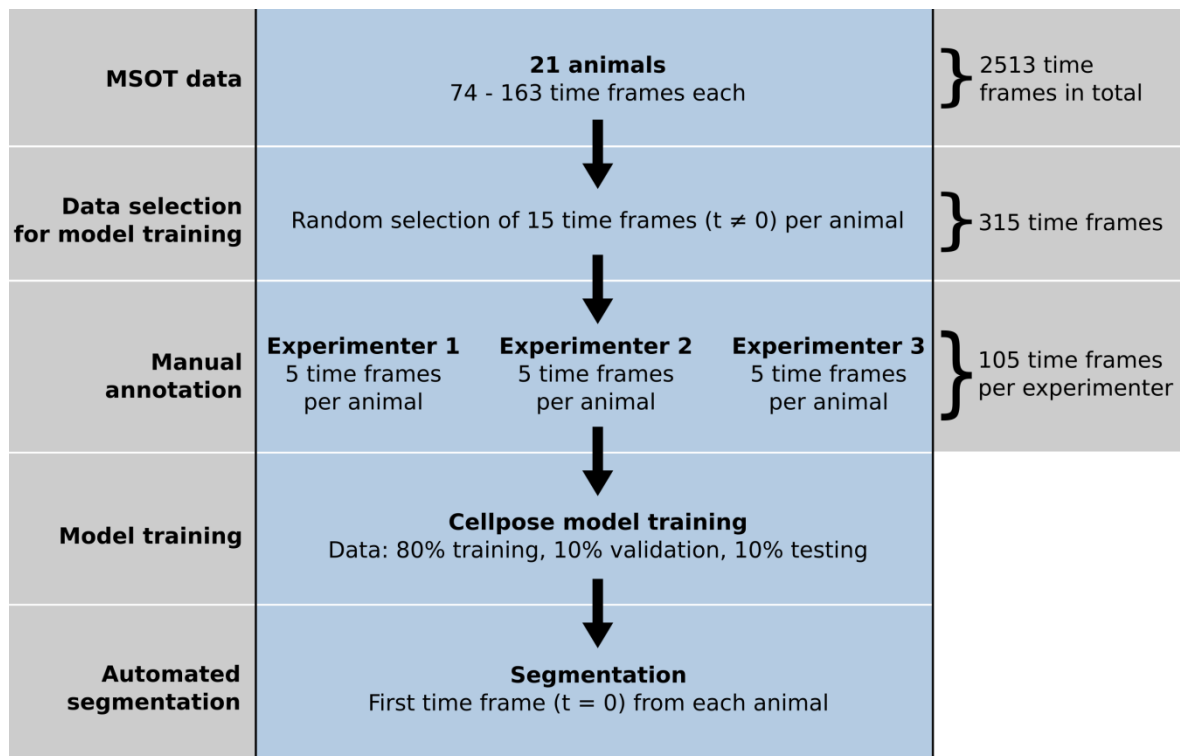 MSOT data
21 animals
74 - 163 time frames each
2513 time
frames in total
Data selection
for model training
Random selection of 15 time frames (t ≠ 0) per animal
315 time frames
Manual
annotation
Experimenter 1
5 time frames
per animal
Experimenter 2
5 time frames
per animal
Experimenter 3
5 time frames
per animal
105 time frames
per experimenter
Model training
Cellpose model training
Data: 80% training, 10% validation, 10% testing
Automated
segmentation
Segmentation
First time frame (t = 0) from each animal